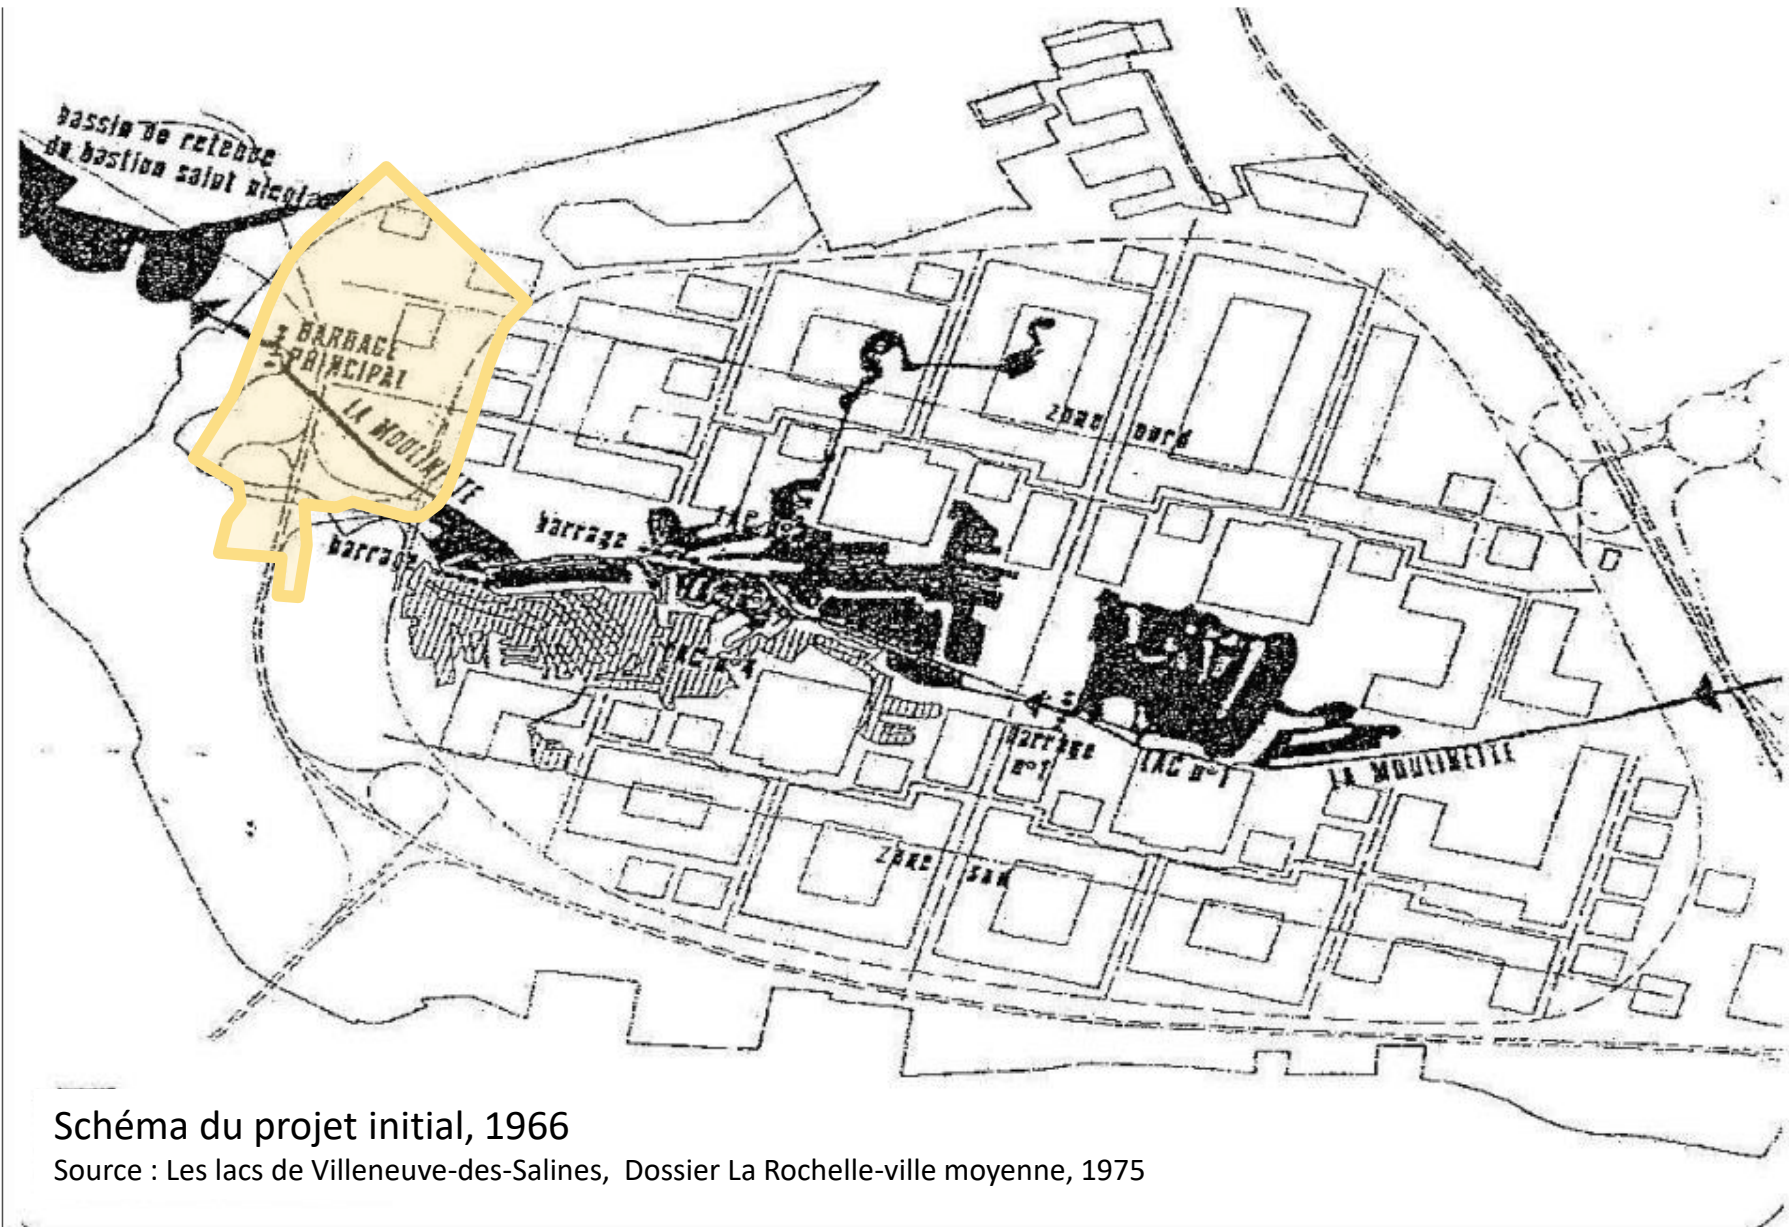 bassin de retenue
du bastion saint nicolas
BARRAGE
PRINCIPAL
LA MOULINETTE
zone nord
barrage
barrage
LAC n°4
barrage
n°1
LAC n°1
LA MOULINETTE
zone sud
Schéma du projet initial, 1966
Source : Les lacs de Villeneuve-des-Salines, Dossier La Rochelle-ville moyenne, 1975